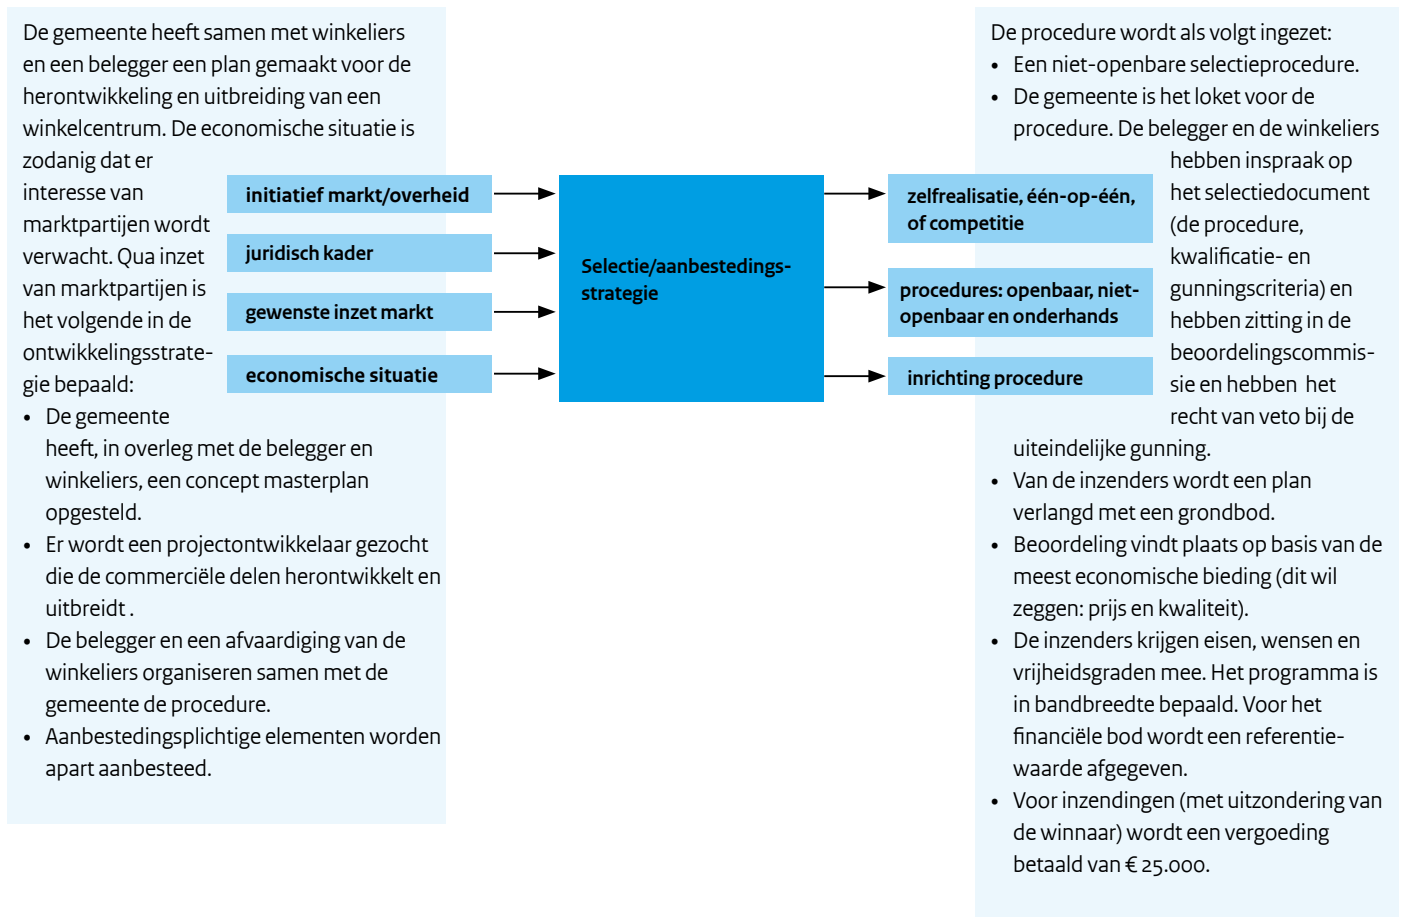 De gemeente heeft samen met winkeliers
en een belegger een plan gemaakt voor de
herontwikkeling en uitbreiding van een
winkelcentrum. De economische situatie is
zodanig dat er
interesse van
marktpartijen wordt
verwacht. Qua inzet
van marktpartijen is
het volgende in de
ontwikkelingsstrate-
gie bepaald:
• De gemeente
heeft, in overleg met de belegger en
winkeliers, een concept masterplan
opgesteld.
• Er wordt een projectontwikkelaar gezocht
die de commerciële delen herontwikkelt en
uitbreidt .
• De belegger en een afvaardiging van de
winkeliers organiseren samen met de
gemeente de procedure.
• Aanbestedingsplichtige elementen worden
apart aanbesteed.
initiatief markt/overheid
juridisch kader
gewenste inzet markt
economische situatie
Selectie/aanbestedings-
strategie
zelfrealisatie, één-op-één,
of competitie
procedures: openbaar, niet-
openbaar en onderhands
inrichting procedure
De procedure wordt als volgt ingezet:
• Een niet-openbare selectieprocedure.
• De gemeente is het loket voor de
procedure. De belegger en de winkeliers
hebben inspraak op
het selectiedocument
(de procedure,
kwalificatie- en
gunningscriteria) en
hebben zitting in de
beoordelingscommis-
sie en hebben het
recht van veto bij de
uiteindelijke gunning.
• Van de inzenders wordt een plan
verlangd met een grondbod.
• Beoordeling vindt plaats op basis van de
meest economische bieding (dit wil
zeggen: prijs en kwaliteit).
• De inzenders krijgen eisen, wensen en
vrijheidsgraden mee. Het programma is
in bandbreedte bepaald. Voor het
financiële bod wordt een referentie-
waarde afgegeven.
• Voor inzendingen (met uitzondering van
de winnaar) wordt een vergoeding
betaald van € 25.000.